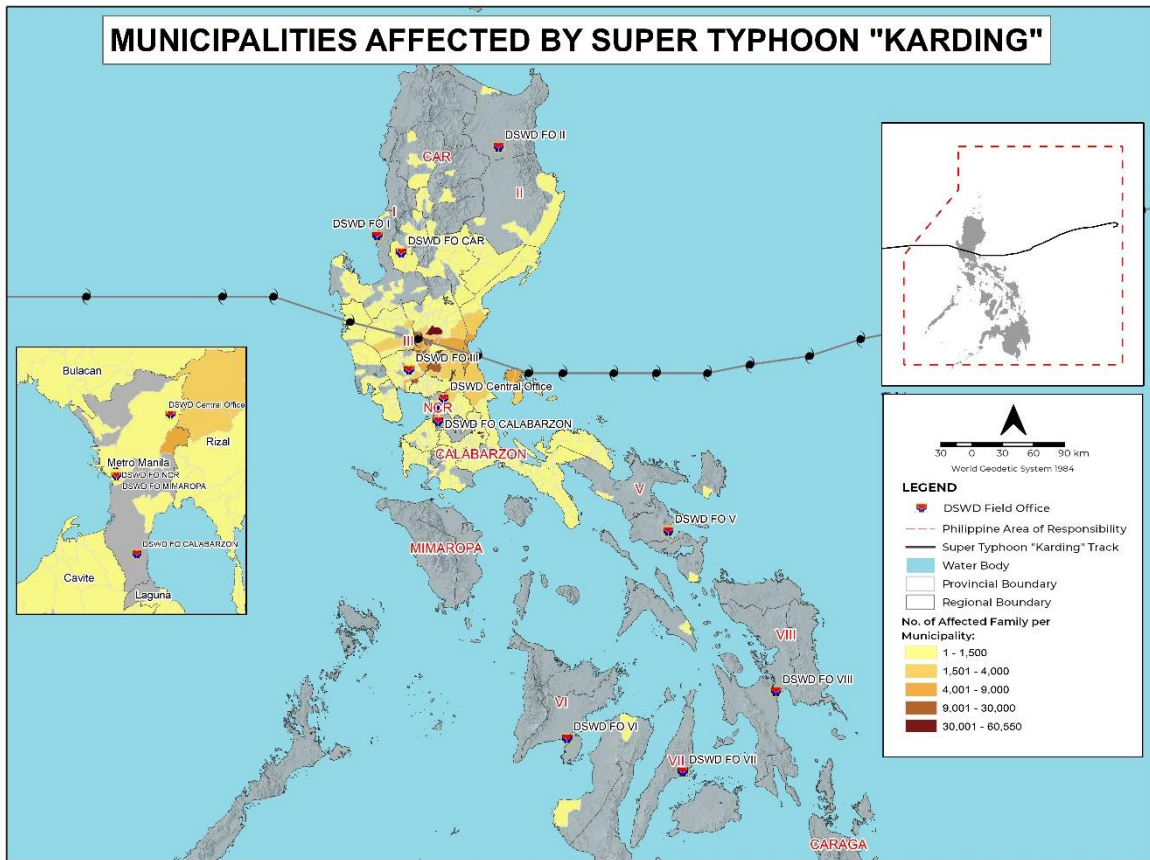 MUNICIPALITIES AFFECTED BY SUPER TYPHOON "KARDING"
DSWD FO II
CAR
II
I
DSWD FO I
DSWD FO CAR
III
DSWD FO III
DSWD Central Office
NCR
DSWD FO CALABARZON
CALABARZON
V
DSWD FO V
MIMAROPA
VIII
DSWD FO VIII
VI
DSWD FO VI
VII
DSWD FO VII
CARAGA
Bulacan
DSWD Central Office
Rizal
Metro Manila
DSWD FO NCR
DSWD FO MIMAROPA
DSWD FO CALABARZON
Cavite
Laguna
30 0 30 60 90 km
World Geodetic System 1984
LEGEND
DSWD Field Office
Philippine Area of Responsibility
Super Typhoon "Karding" Track
Water Body
Provincial Boundary
Regional Boundary
No. of Affected Family per
Municipality:
1 - 1,500
1,501 - 4,000
4,001 - 9,000
9,001 - 30,000
30,001 - 60,550